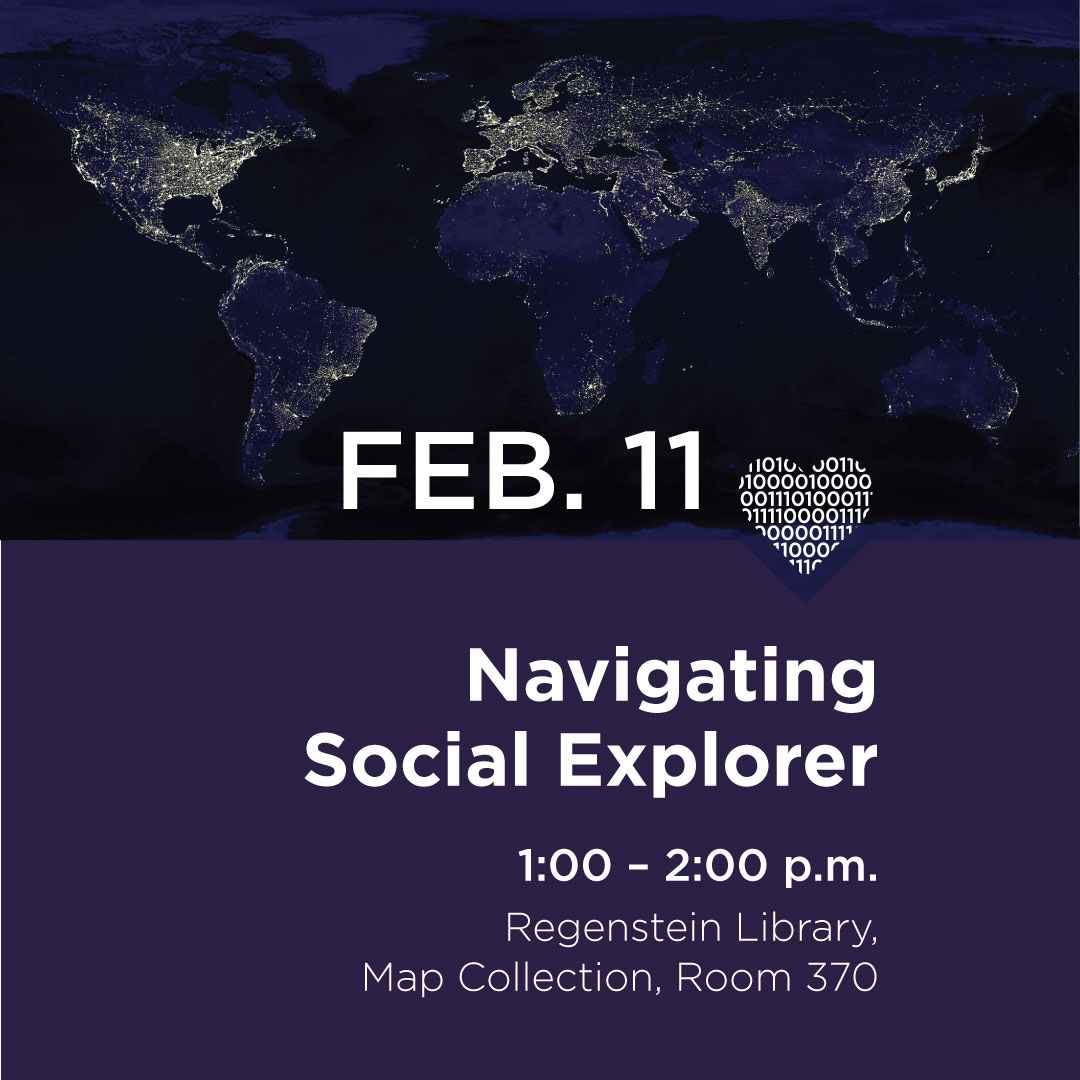 FEB. 11
Navigating
Social Explorer
1:00 – 2:00 p.m.
Regenstein Library,
Map Collection, Room 370